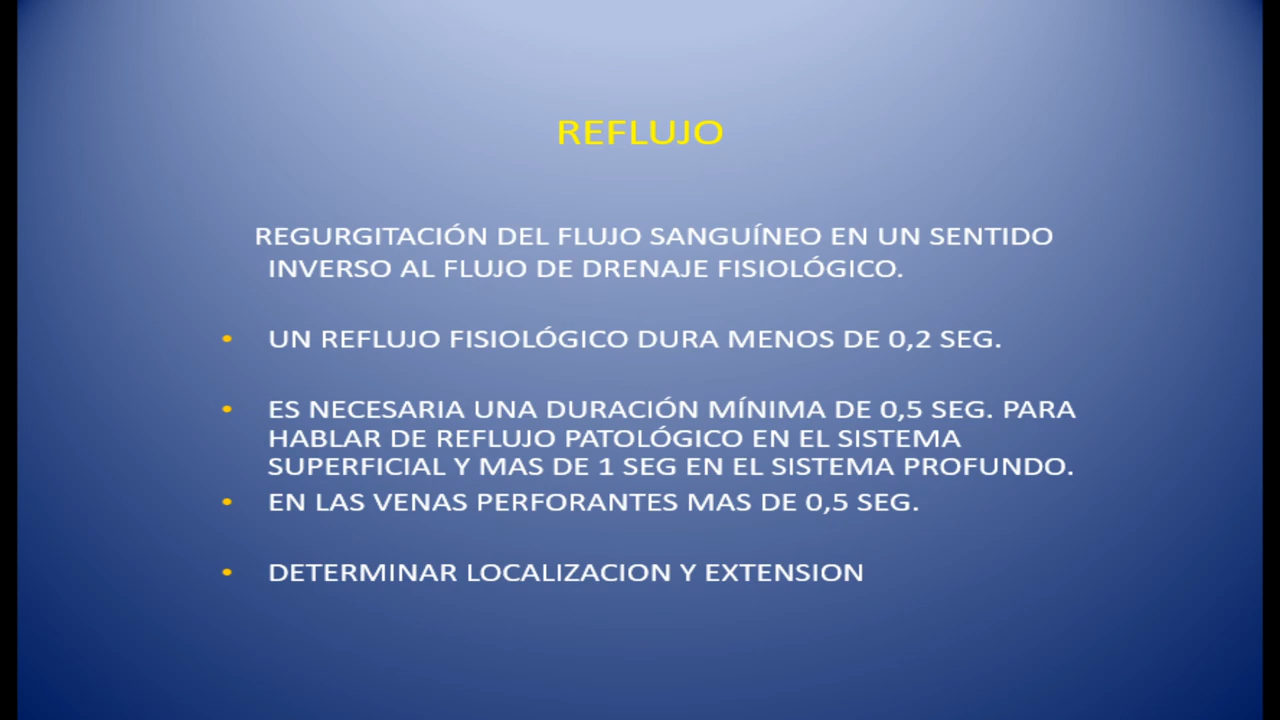 REFLUJO
REGURGITACIÓN DEL FLUJO SANGUÍNEO EN UN SENTIDO
INVERSO AL FLUJO DE DRENAJE FISIOLÓGICO.
• UN REFLUJO FISIOLÓGICO DURA MENOS DE 0,2 SEG.
• ES NECESARIA UNA DURACIÓN MÍNIMA DE 0,5 SEG. PARA
HABLAR DE REFLUJO PATOLÓGICO EN EL SISTEMA
SUPERFICIAL Y MAS DE 1 SEG EN EL SISTEMA PROFUNDO.
• EN LAS VENAS PERFORANTES MAS DE 0,5 SEG.
• DETERMINAR LOCALIZACION Y EXTENSION